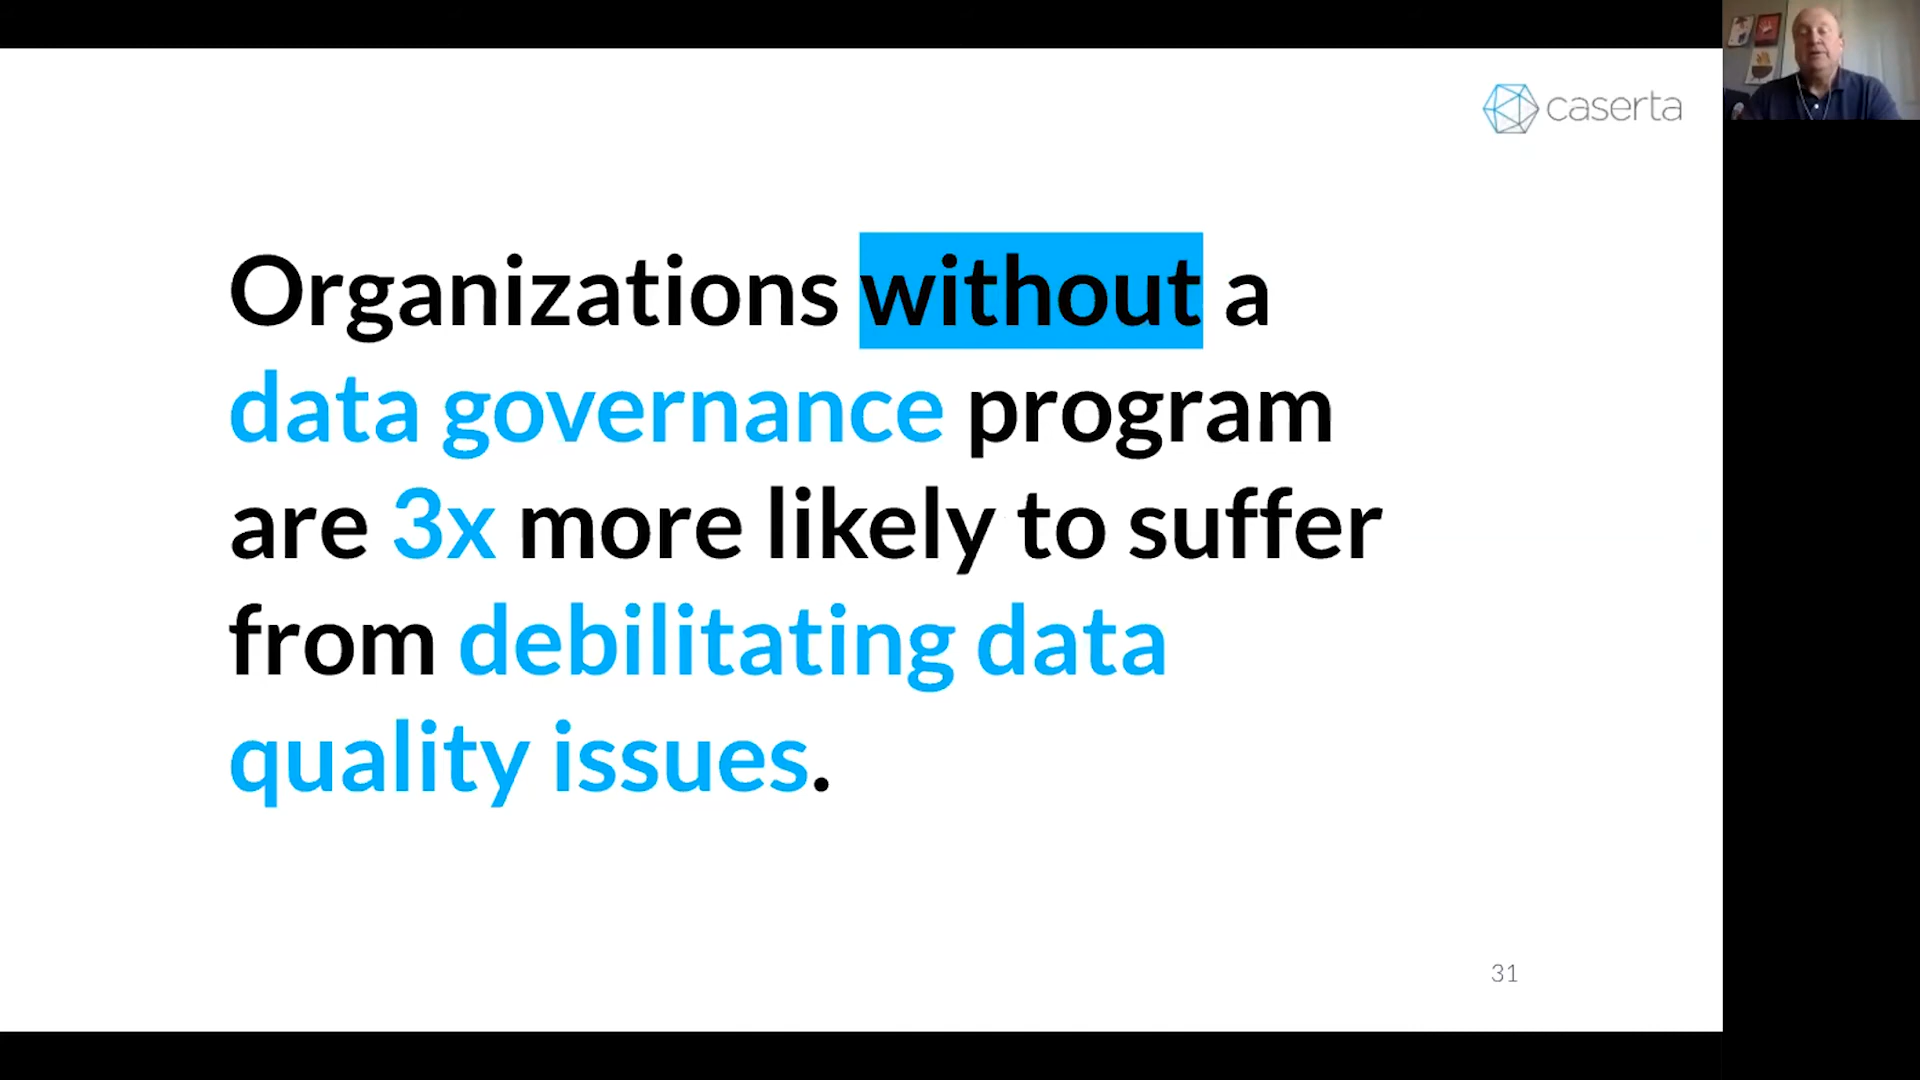 caserta
Organizations without a
data governance program
are 3x more likely to suffer
from debilitating data
quality issues.
31